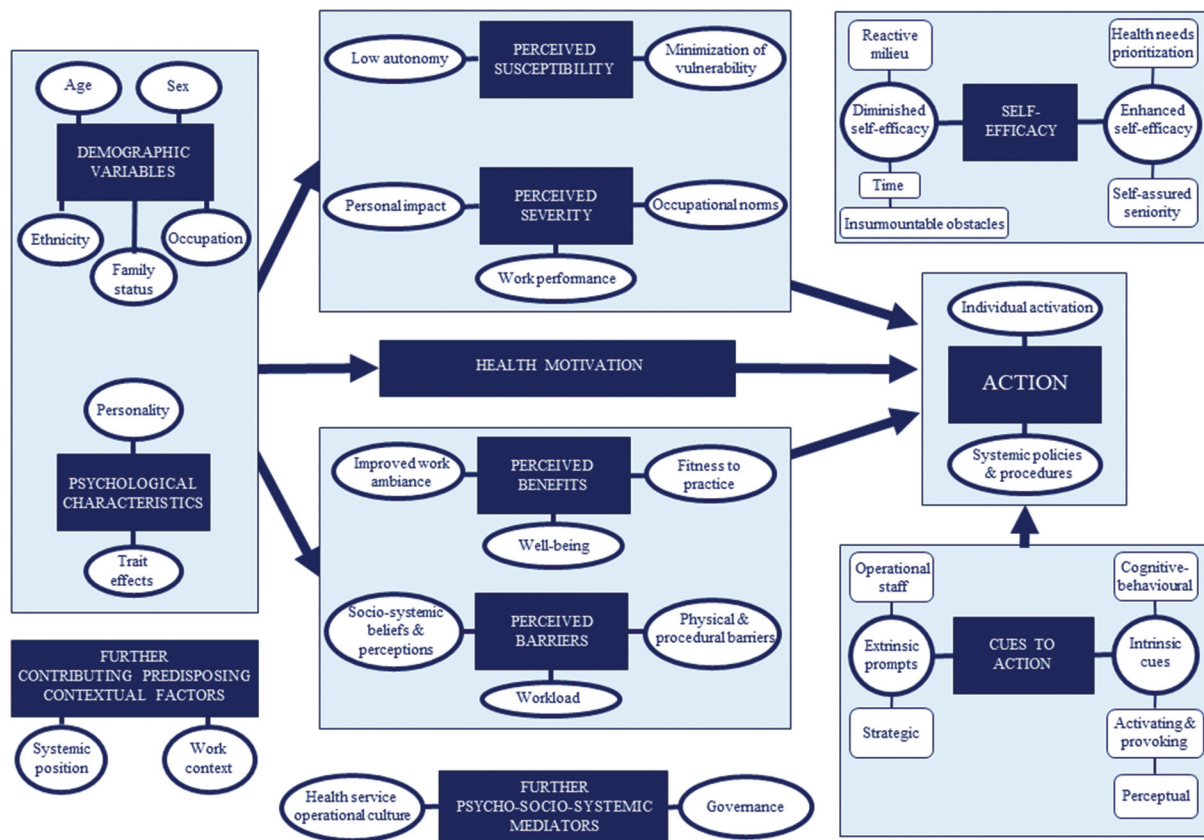 Age
Sex
DEMOGRAPHIC
VARIABLES
Ethnicity
Family
status
Occupation
Personality
PSYCHOLOGICAL
CHARACTERISTICS
Trait
effects
FURTHER
CONTRIBUTING PREDISPOSING
CONTEXTUAL FACTORS
Systemic
position
Work
context
Low autonomy
PERCEIVED
SUSCEPTIBILITY
Minimization of
vulnerability
Personal impact
PERCEIVED
SEVERITY
Occupational norms
Work performance
HEALTH MOTIVATION
Improved work
ambiance
PERCEIVED
BENEFITS
Fitness to
practice
Well-being
Socio-systemic
beliefs &
perceptions
PERCEIVED
BARRIERS
Physical
& procedural barriers
Workload
Health service
operational culture
FURTHER
PSYCHO-SOCIO-SYSTEMIC
MEDIATORS
Governance
Reactive
milieu
Diminished
self-efficacy
Time
Insurmountable obstacles
SELF-
EFFICACY
Health needs
prioritization
Enhanced
self-efficacy
Self-assured
seniority
Individual activation
ACTION
Systemic policies
& procedures
Operational
staff
Extrinsic
prompts
Strategic
CUES TO
ACTION
Cognitive-
behavioural
Intrinsic
cues
Activating &
provoking
Perceptual